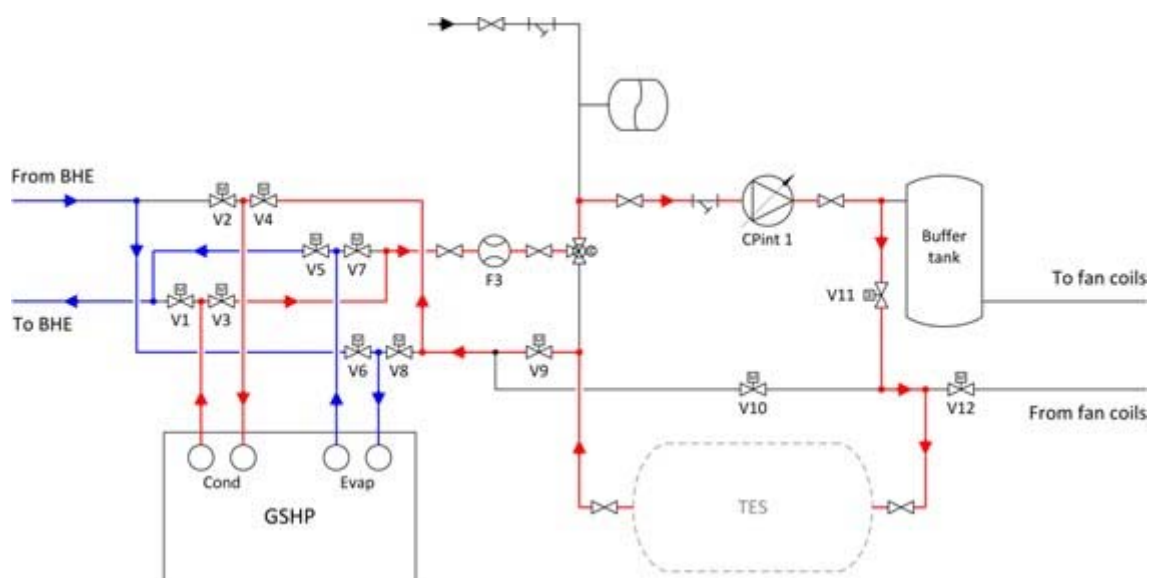 From BHE
V2
V4
CPint 1
Buffer
tank
V5
V7
F3
To fan coils
V11
V1
V3
To BHE
V6
V8
V9
V10
V12
From fan coils
Cond
Evap
TES
GSHP